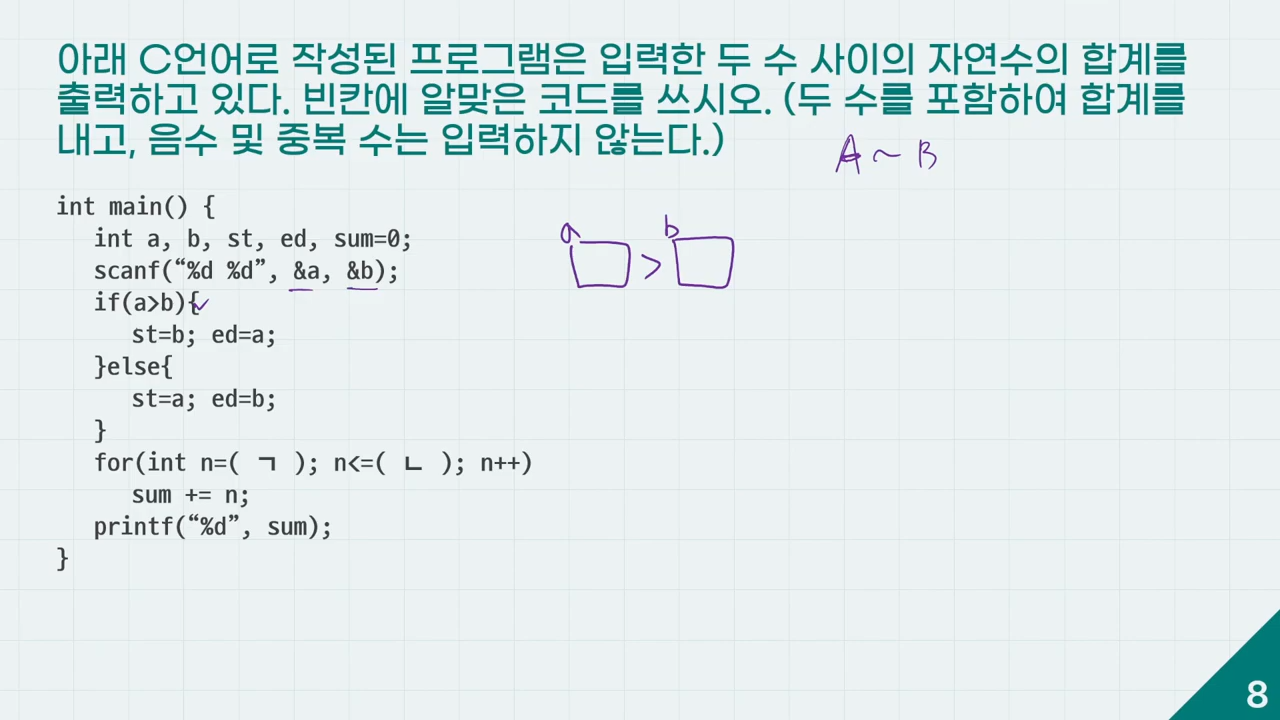 아래 C언어로 작성된 프로그램은 입력한 두 수 사이의 자연수의 합계를
출력하고 있다. 빈칸에 알맞은 코드를 쓰시오. (두 수를 포함하여 합계를
내고, 음수 및 중복 수는 입력하지 않는다.)
A ~ B
int main() {
int a, b, st, ed, sum=0;
scanf(“%d %d”, &a, &b);
if(a>b){
st=b; ed=a;
}else{
st=a; ed=b;
}
for(int n=( ㄱ ); n<=( ㄴ ); n++)
sum += n;
printf(“%d”, sum);
}
a b
>
8